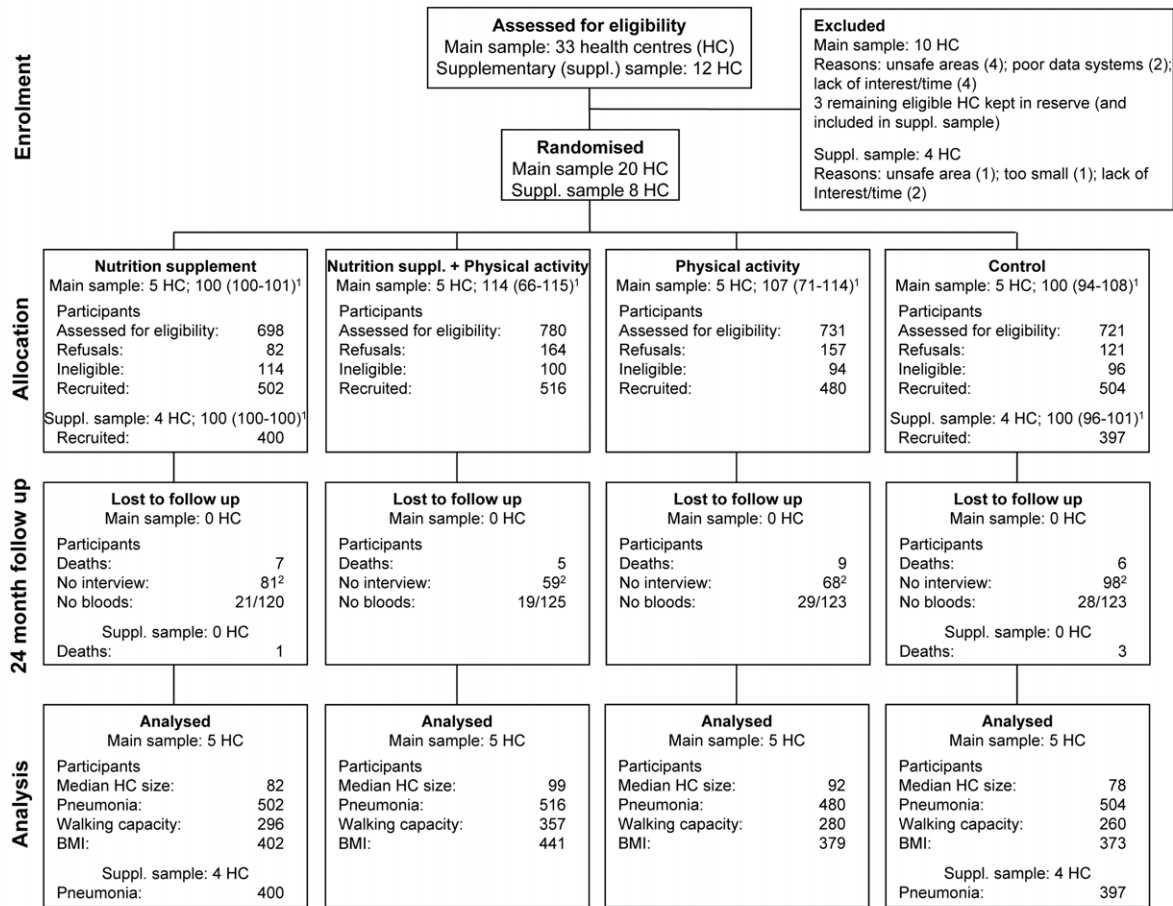 Enrolment
Assessed for eligibility
Main sample: 33 health centres (HC)
Supplementary (suppl.) sample: 12 HC
Excluded
Main sample: 10 HC
Reasons: unsafe areas (4); poor data systems (2);
lack of interest/time (4)
3 remaining eligible HC kept in reserve (and
included in suppl. sample)
Suppl. sample: 4 HC
Reasons: unsafe area (1); too small (1); lack of
Interest/time (2)
Randomised
Main sample 20 HC
Suppl. sample 8 HC
Allocation
Nutrition supplement
Main sample: 5 HC; 100 (100-101)¹
Participants
Assessed for eligibility: 698
Refusals: 82
Ineligible: 114
Recruited: 502
Suppl. sample: 4 HC; 100 (100-100)¹
Recruited: 400
Nutrition suppl. + Physical activity
Main sample: 5 HC; 114 (66-115)¹
Participants
Assessed for eligibility: 780
Refusals: 164
Ineligible: 100
Recruited: 516
Physical activity
Main sample: 5 HC; 107 (71-114)¹
Participants
Assessed for eligibility: 731
Refusals: 157
Ineligible: 94
Recruited: 480
Control
Main sample: 5 HC; 100 (94-108)¹
Participants
Assessed for eligibility: 721
Refusals: 121
Ineligible: 96
Recruited: 504
Suppl. sample: 4 HC; 100 (96-101)¹
Recruited: 397
24 month follow up
Lost to follow up
Main sample: 0 HC
Participants
Deaths: 7
No interview: 81²
No bloods: 21/120
Suppl. sample: 0 HC
Deaths: 1
Lost to follow up
Main sample: 0 HC
Participants
Deaths: 5
No interview: 59²
No bloods: 19/125
Lost to follow up
Main sample: 0 HC
Participants
Deaths: 9
No interview: 68²
No bloods: 29/123
Lost to follow up
Main sample: 0 HC
Participants
Deaths: 6
No interview: 98²
No bloods: 28/123
Suppl. sample: 0 HC
Deaths: 3
Analysis
Analysed
Main sample: 5 HC
Participants
Median HC size: 82
Pneumonia: 502
Walking capacity: 296
BMI: 402
Suppl. sample: 4 HC
Pneumonia: 400
Analysed
Main sample: 5 HC
Participants
Median HC size: 99
Pneumonia: 516
Walking capacity: 357
BMI: 441
Analysed
Main sample: 5 HC
Participants
Median HC size: 92
Pneumonia: 480
Walking capacity: 280
BMI: 379
Analysed
Main sample: 5 HC
Participants
Median HC size: 78
Pneumonia: 504
Walking capacity: 260
BMI: 373
Suppl. sample: 4 HC
Pneumonia: 397